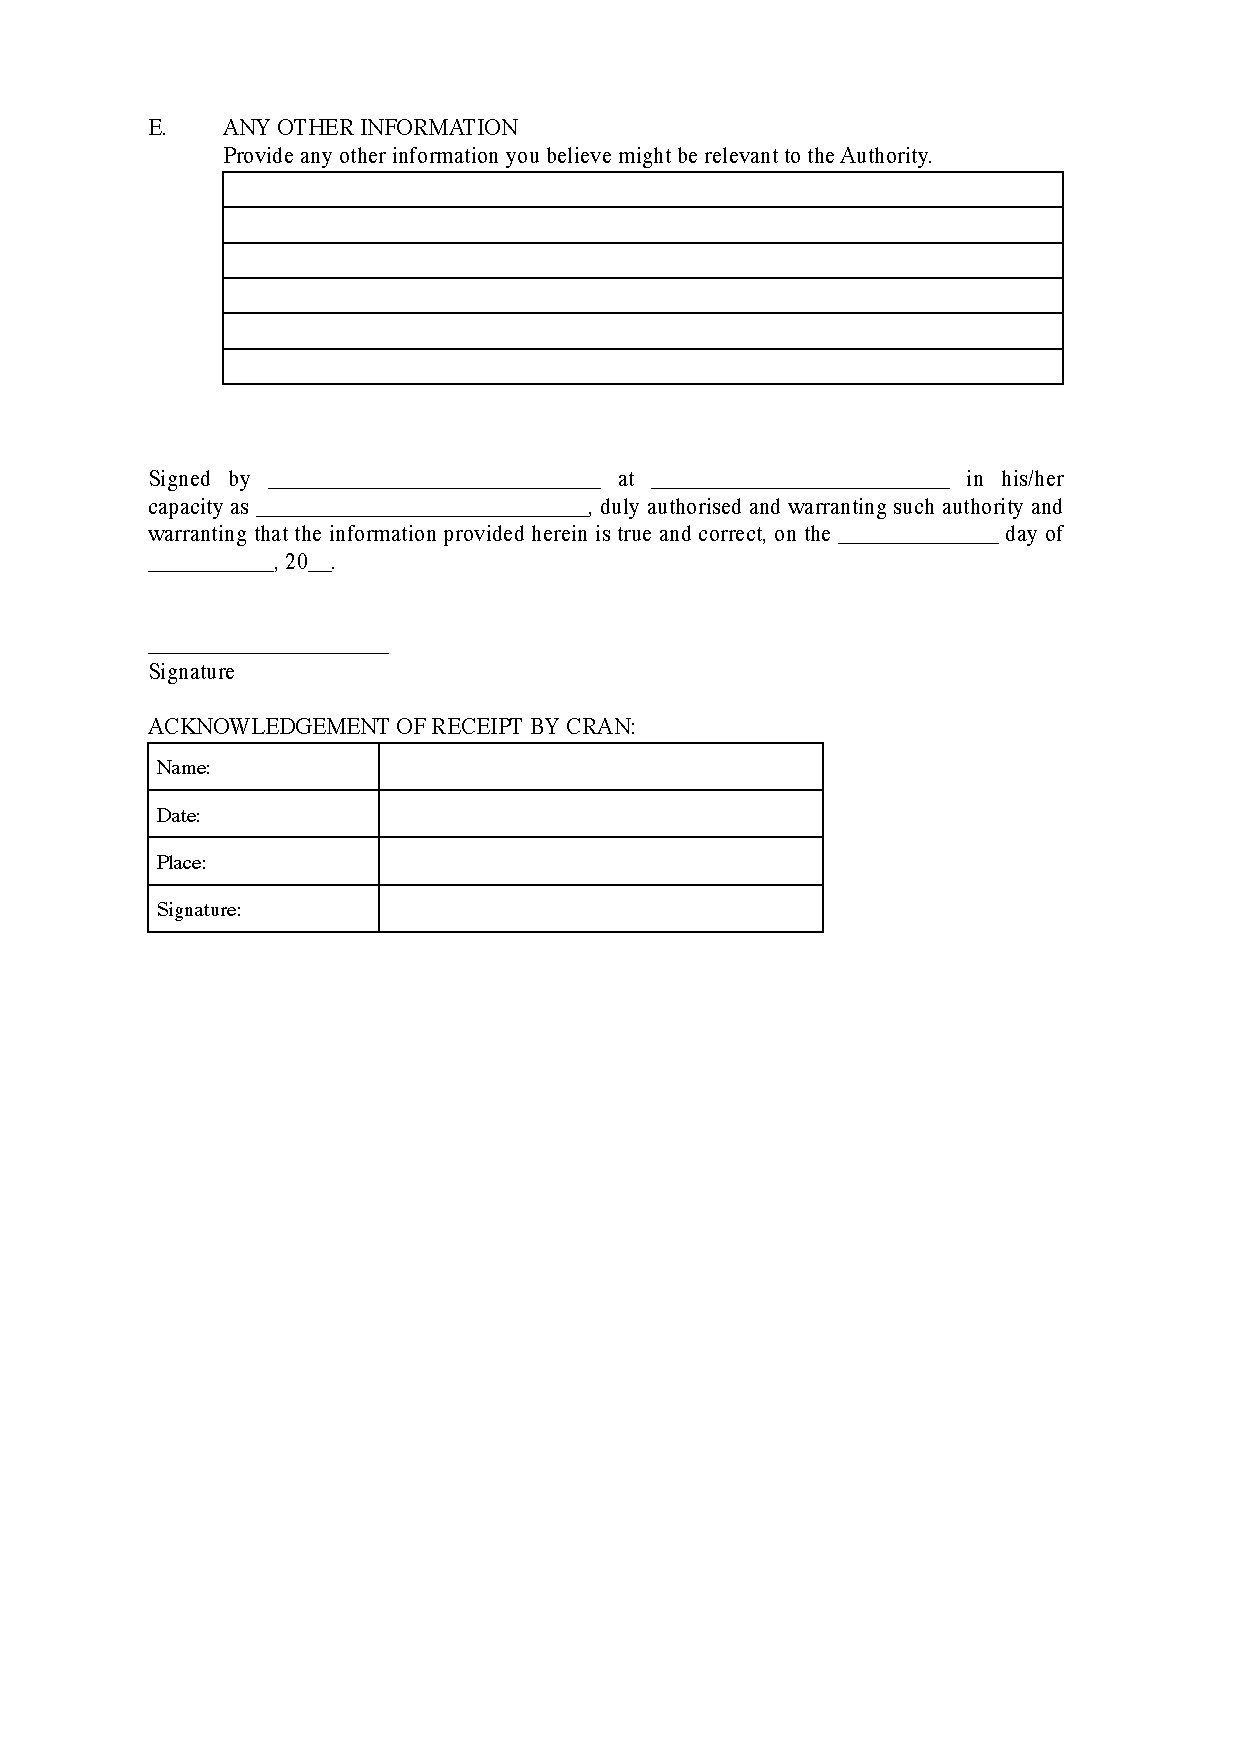 E. ANY OTHER INFORMATION
Provide any other information you believe might be relevant to the Authority.
Signed by _____________________________ at __________________________ in his/her
capacity as _____________________________, duly authorised and warranting such authority and
warranting that the information provided herein is true and correct, on the ______________ day of
___________, 20__.
_____________________
Signature
ACKNOWLEDGEMENT OF RECEIPT BY CRAN:
Name:
Date:
Place:
Signature: